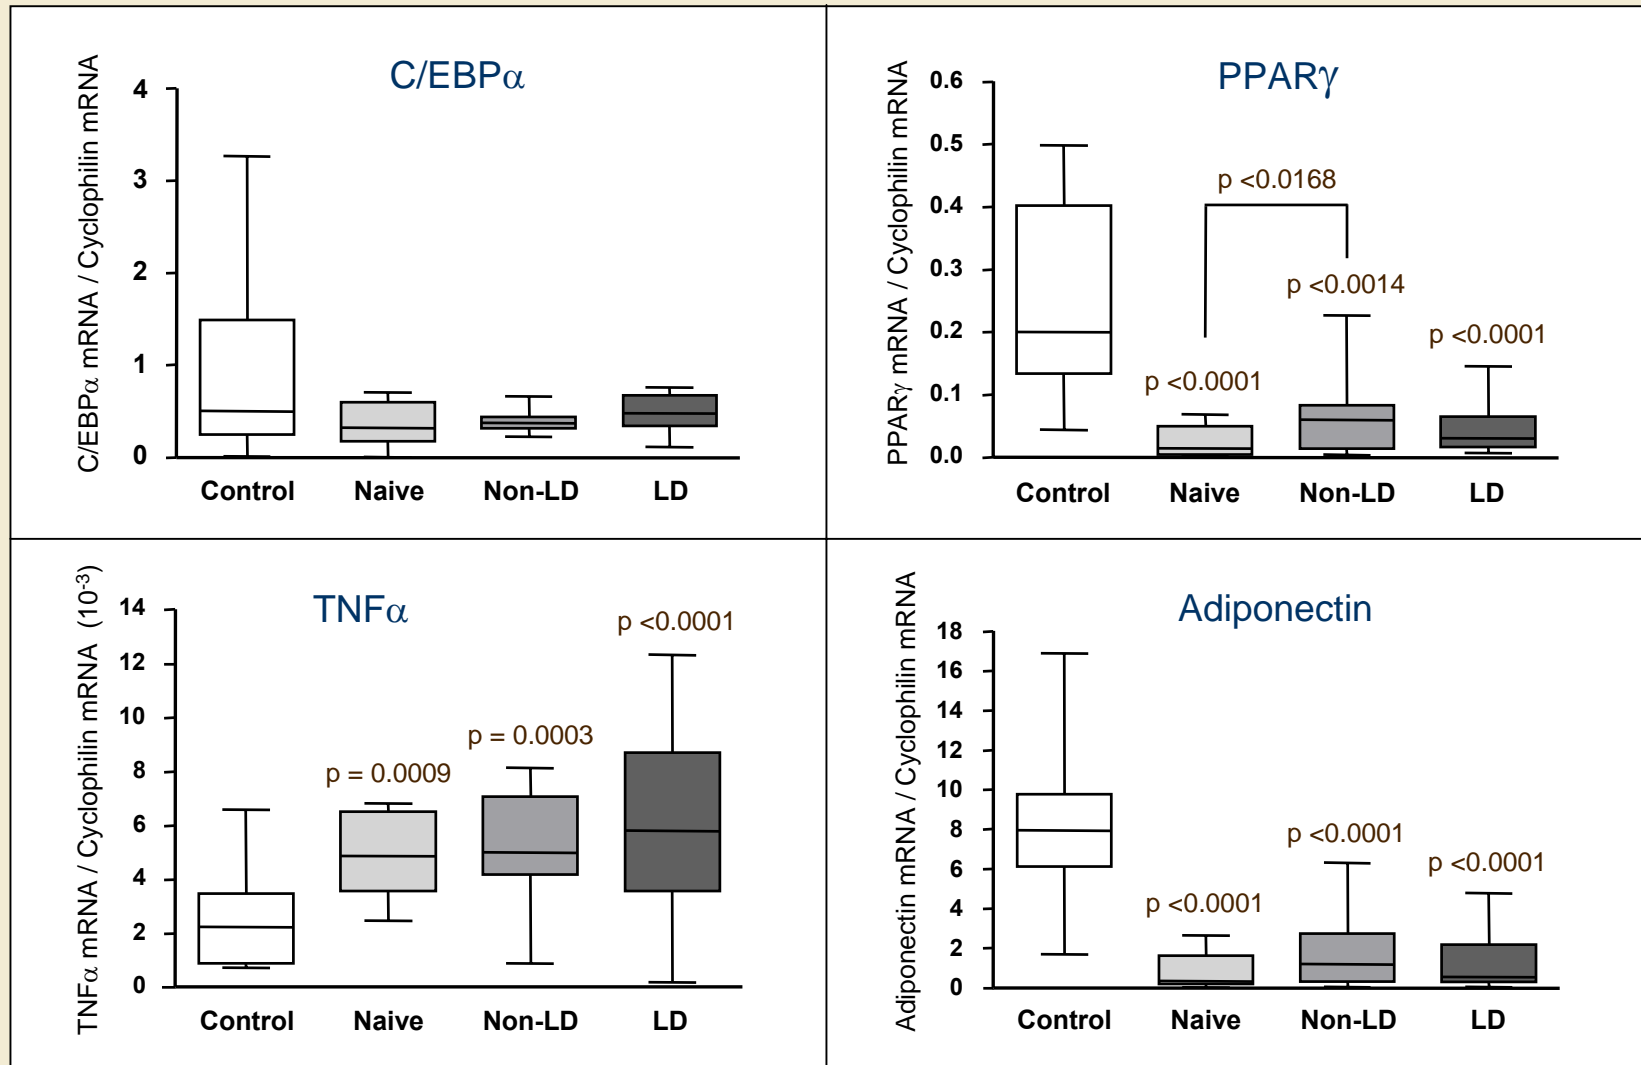 C/EBPα
C/EBPα mRNA / Cyclophilin mRNA
4
3
2
1
0
Control Naive Non-LD LD
PPARγ
PPARγ mRNA / Cyclophilin mRNA
0.6
0.5
0.4
0.3
0.2
0.1
0.0
p <0.0168
p <0.0014
p <0.0001
p <0.0001
Control Naive Non-LD LD
TNFα
TNFα mRNA / Cyclophilin mRNA (10⁻³)
14
12
10
8
6
4
2
0
p <0.0001
p = 0.0003
p = 0.0009
Control Naive Non-LD LD
Adiponectin
Adiponectin mRNA / Cyclophilin mRNA
18
16
14
12
10
8
6
4
2
0
p <0.0001
p <0.0001
p <0.0001
Control Naive Non-LD LD